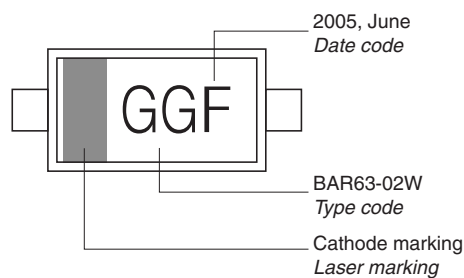 2005, June
Date code
GGF
BAR63-02W
Type code
Cathode marking
Laser marking